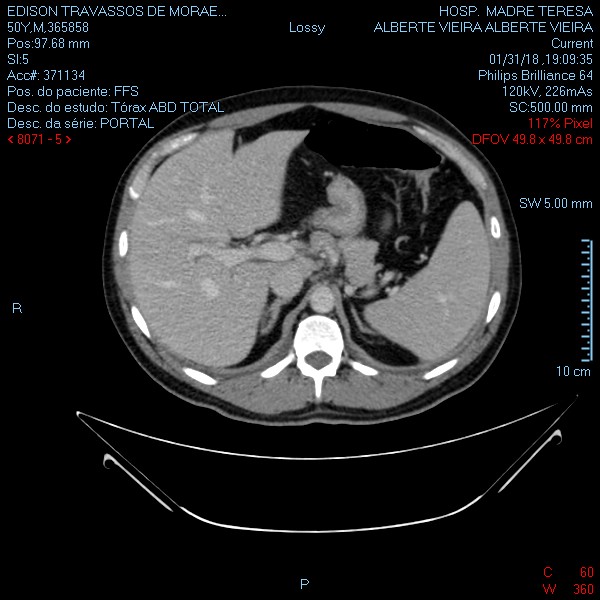 EDISON TRAVASSOS DE MORAE...
50Y,M,365858
Pos:97.68 mm
SI:5
Acc#: 371134
Pos. do paciente: FFS
Desc. do estudo: Tórax ABD TOTAL
Desc. da série: PORTAL
< 8071 - 5 >
Lossy
HOSP. MADRE TERESA
ALBERTE VIEIRA ALBERTE VIEIRA
Current
01/31/18 ,19:09:35
Philips Brilliance 64
120kV, 226mAs
SC:500.00 mm
117% Pixel
DFOV 49.8 x 49.8 cm
SW 5.00 mm
R
10 cm
P
C 60
W 360